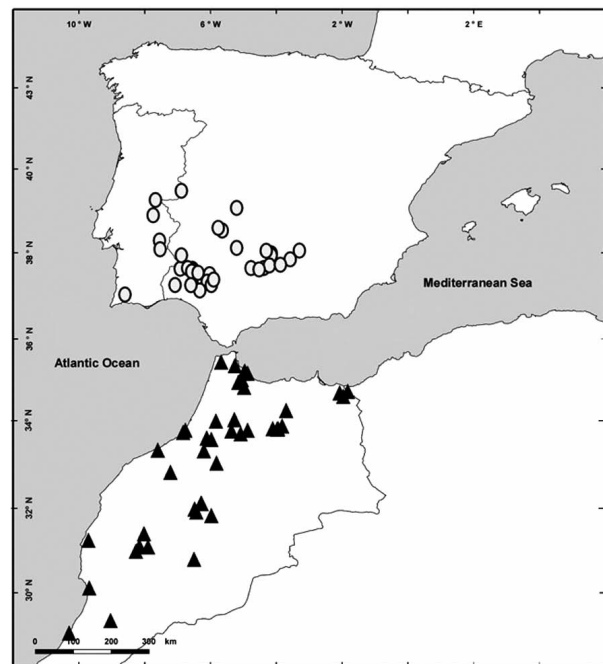 10 ° W 6 °W 2 °W 2 ° E
43 ° N
40 ° N
38 ° N
Mediterranean Sea
36 ° N
Atlantic Ocean
34 ° N
32 ° N
30 ° N
0 100 200 300 km